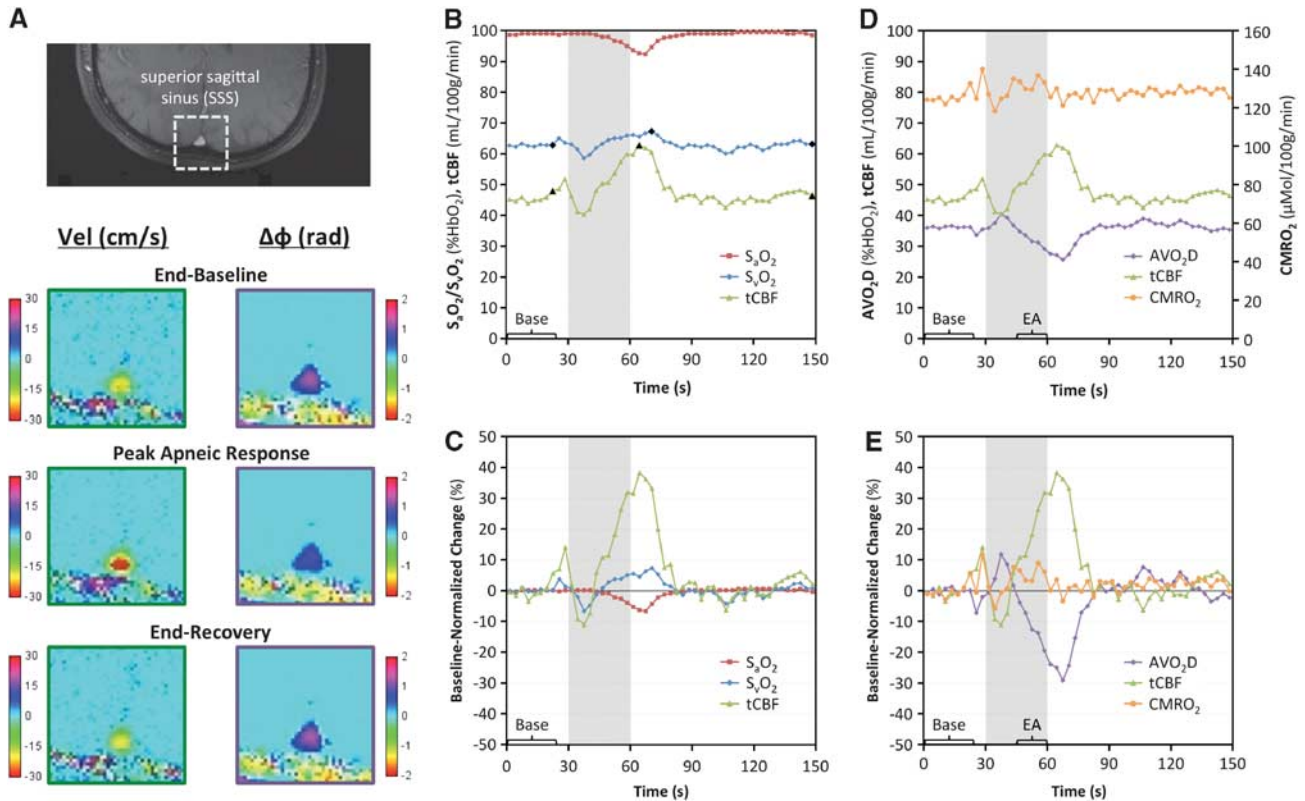 A
superior sagittal
sinus (SSS)
Vel (cm/s)
Δϕ (rad)
End-Baseline
30
15
0
-15
-30
2
1
0
-1
-2
Peak Apneic Response
30
15
0
-15
-30
2
1
0
-1
-2
End-Recovery
30
15
0
-15
-30
2
1
0
-1
-2
B
SaO2/SvO2 (%HbO2), tCBF (mL/100g/min)
100
90
80
70
60
50
40
30
20
10
0
SaO2
SvO2
tCBF
Base
0 30 60 90 120 150
Time (s)
C
Baseline-Normalized Change (%)
50
40
30
20
10
0
-10
-20
-30
-40
-50
SaO2
SvO2
tCBF
Base
0 30 60 90 120 150
Time (s)
D
AVO2D (%HbO2), tCBF (mL/100g/min)
100
90
80
70
60
50
40
30
20
10
0
160
140
120
100
80
60
40
20
0
CMRO2 (μMol/100g/min)
AVO2D
tCBF
CMRO2
Base
EA
0 30 60 90 120 150
Time (s)
E
Baseline-Normalized Change (%)
50
40
30
20
10
0
-10
-20
-30
-40
-50
AVO2D
tCBF
CMRO2
Base
EA
0 30 60 90 120 150
Time (s)